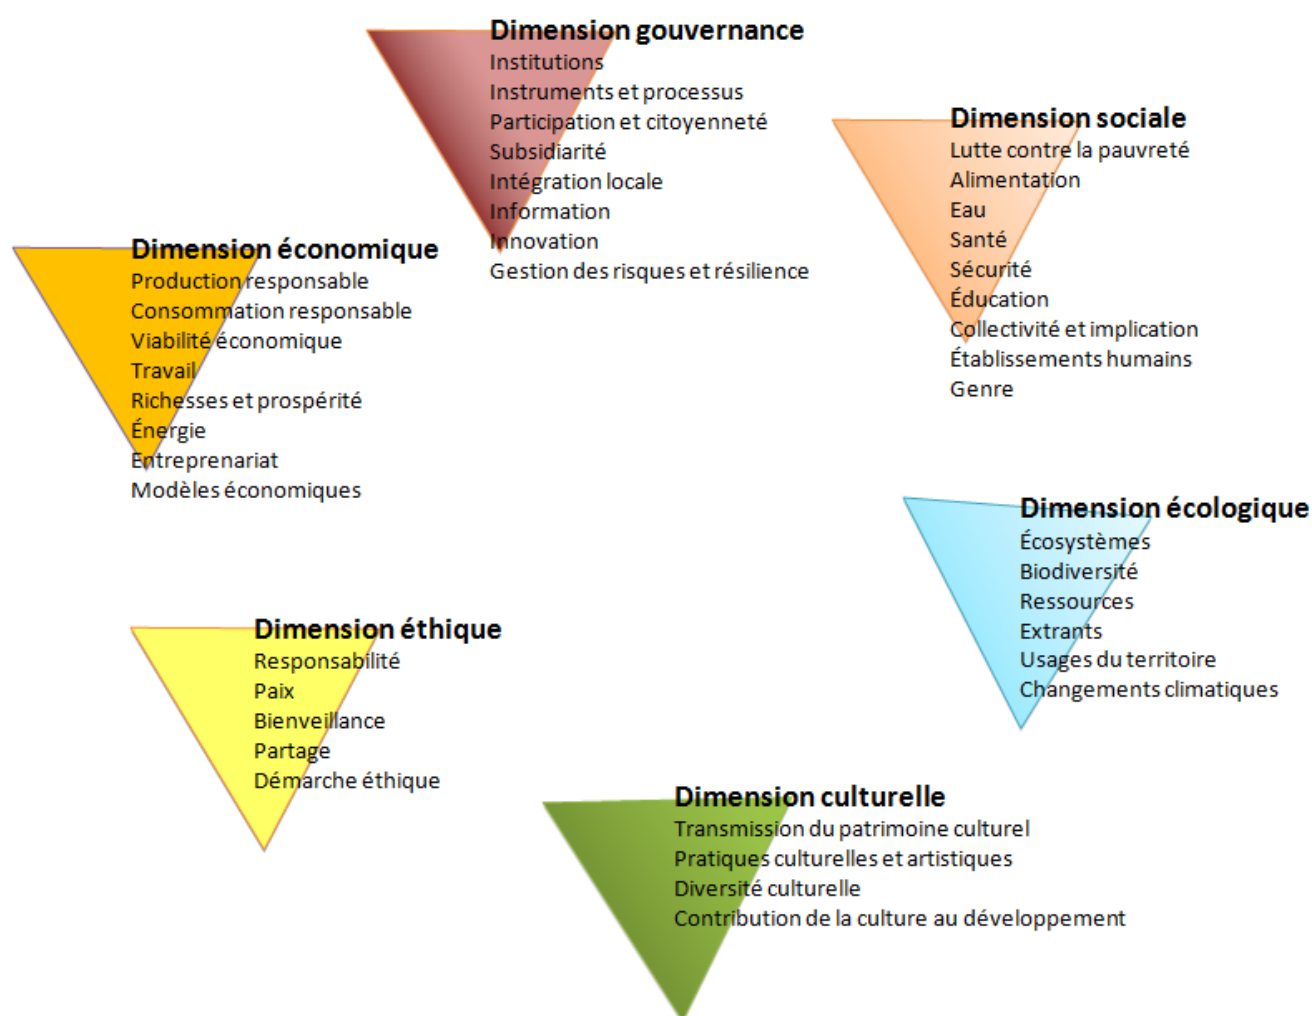 Dimension gouvernance
Institutions
Instruments et processus
Participation et citoyenneté
Subsidiarité
Intégration locale
Information
Innovation
Gestion des risques et résilience
Dimension sociale
Lutte contre la pauvreté
Alimentation
Eau
Santé
Sécurité
Éducation
Collectivité et implication
Établissements humains
Genre
Dimension économique
Production responsable
Consommation responsable
Viabilité économique
Travail
Richesses et prospérité
Énergie
Entreprenariat
Modèles économiques
Dimension écologique
Écosystèmes
Biodiversité
Ressources
Extrants
Usages du territoire
Changements climatiques
Dimension éthique
Responsabilité
Paix
Bienveillance
Partage
Démarche éthique
Dimension culturelle
Transmission du patrimoine culturel
Pratiques culturelles et artistiques
Diversité culturelle
Contribution de la culture au développement